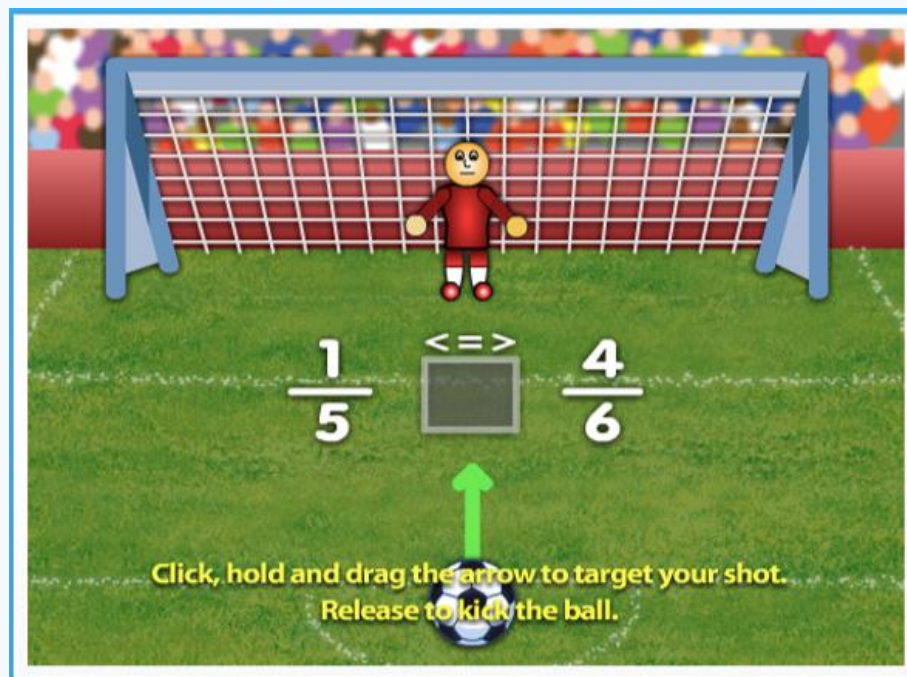 < = >
1 4
5 6
Click, hold and drag the arrow to target your shot.
Release to kick the ball.